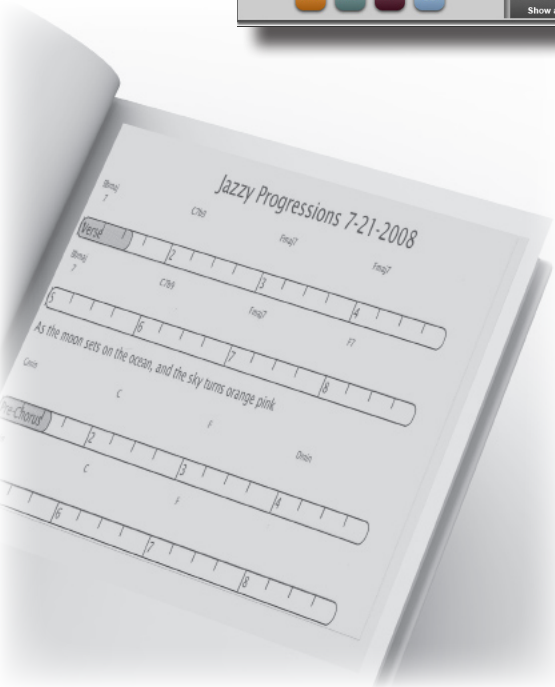 Show
Jazzy Progressions 7-21-2008
Bbmaj 7 C7b9 Fmaj7 Fmaj7
Verse 2 3 4
Bbmaj 7 C7b9 Fmaj7 F7
5 6 7 8
As the moon sets on the ocean, and the sky turns orange pink
Gmin C F Dmin
Pre-Chorus 2 3 4
C F
6 7 8